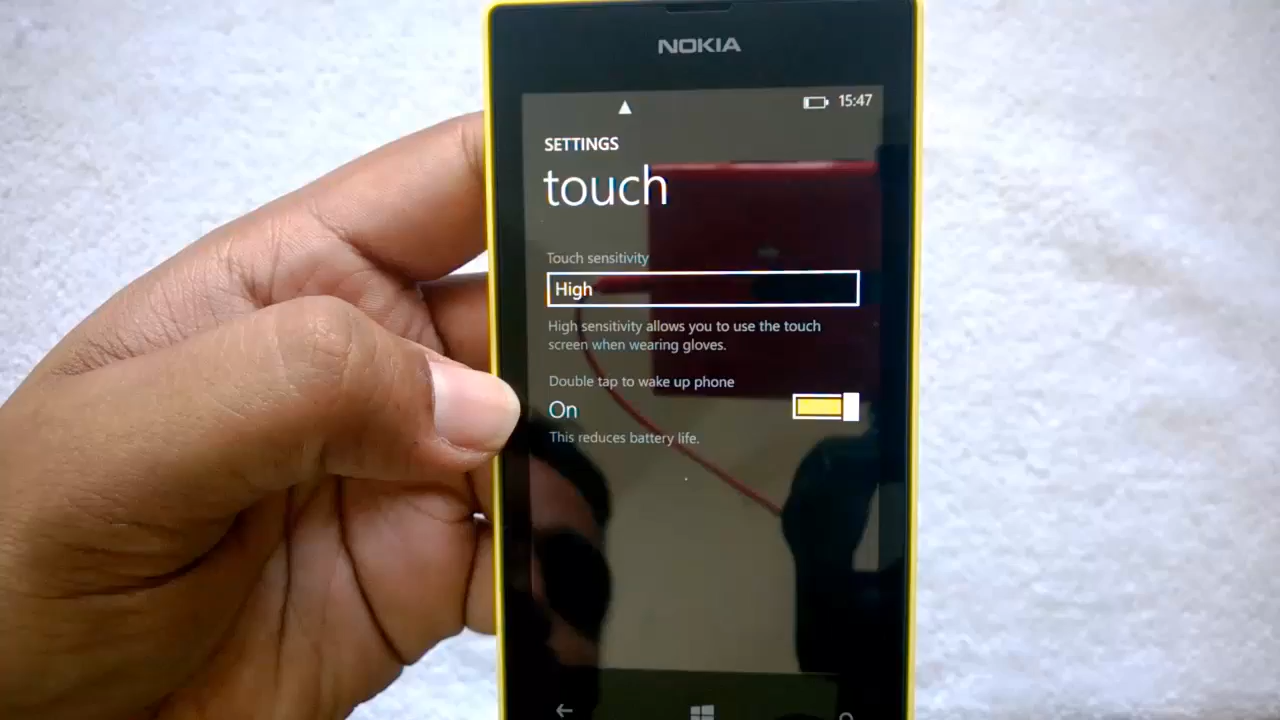 NOKIA
15:47
SETTINGS
touch
Touch sensitivity
High
High sensitivity allows you to use the touch
screen when wearing gloves.
Double tap to wake up phone
On
This reduces battery life.